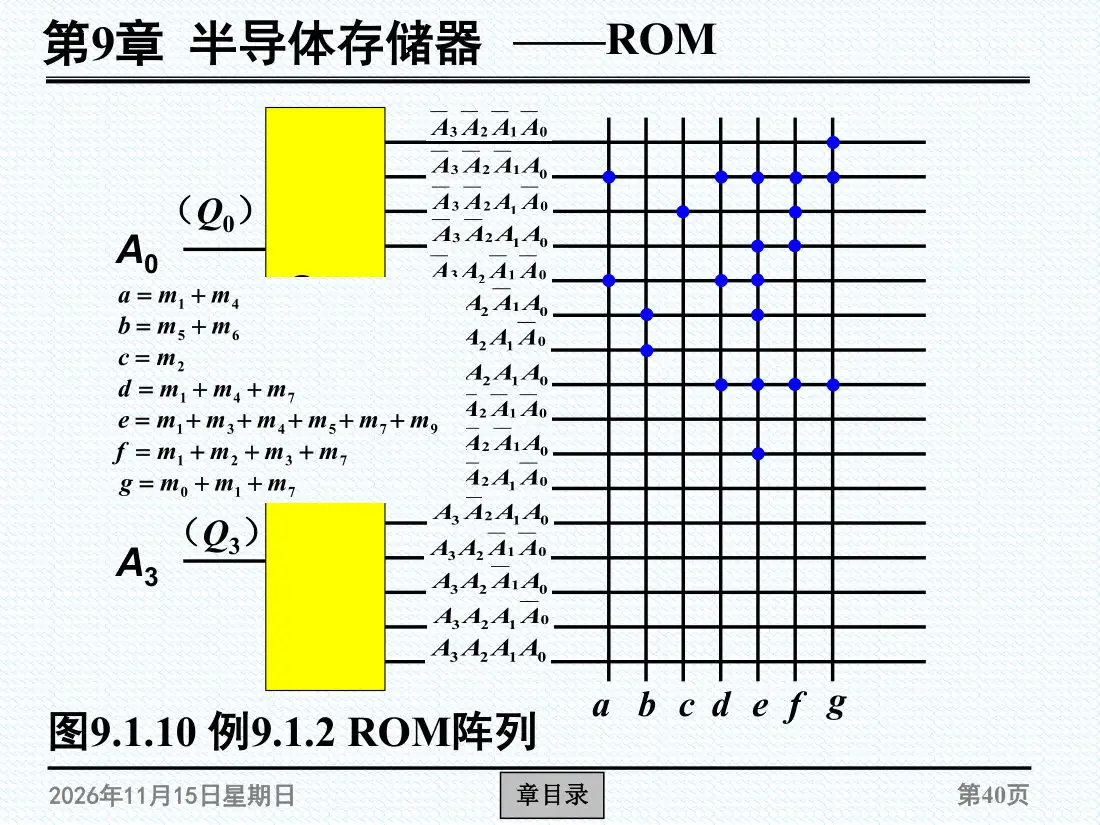 第9章 半导体存储器 ——ROM
A̅₃A̅₂A̅₁A̅₀
A̅₃A̅₂A̅₁A₀
A̅₃A̅₂A₁A̅₀
（Q₀）
A̅₃A̅₂A₁A₀
A₀
A̅₃A₂A̅₁A̅₀
a = m₁ + m₄
A₂A̅₁A₀
b = m₅ + m₆
A₂A₁A̅₀
c = m₂
A₂A₁A₀
d = m₁ + m₄ + m₇
A̅₂A̅₁A̅₀
e = m₁ + m₃ + m₄ + m₅ + m₇ + m₉
A̅₂A̅₁A₀
f = m₁ + m₂ + m₃ + m₇
A̅₂A₁A̅₀
g = m₀ + m₁ + m₇
A₃A̅₂A₁A₀
（Q₃）
A₃A₂A̅₁A̅₀
A₃
A₃A₂A̅₁A₀
A₃A₂A₁A̅₀
A₃A₂A₁A₀
a b c d e f g
图9.1.10 例9.1.2 ROM阵列
2026年11月15日星期日 章目录 第40页